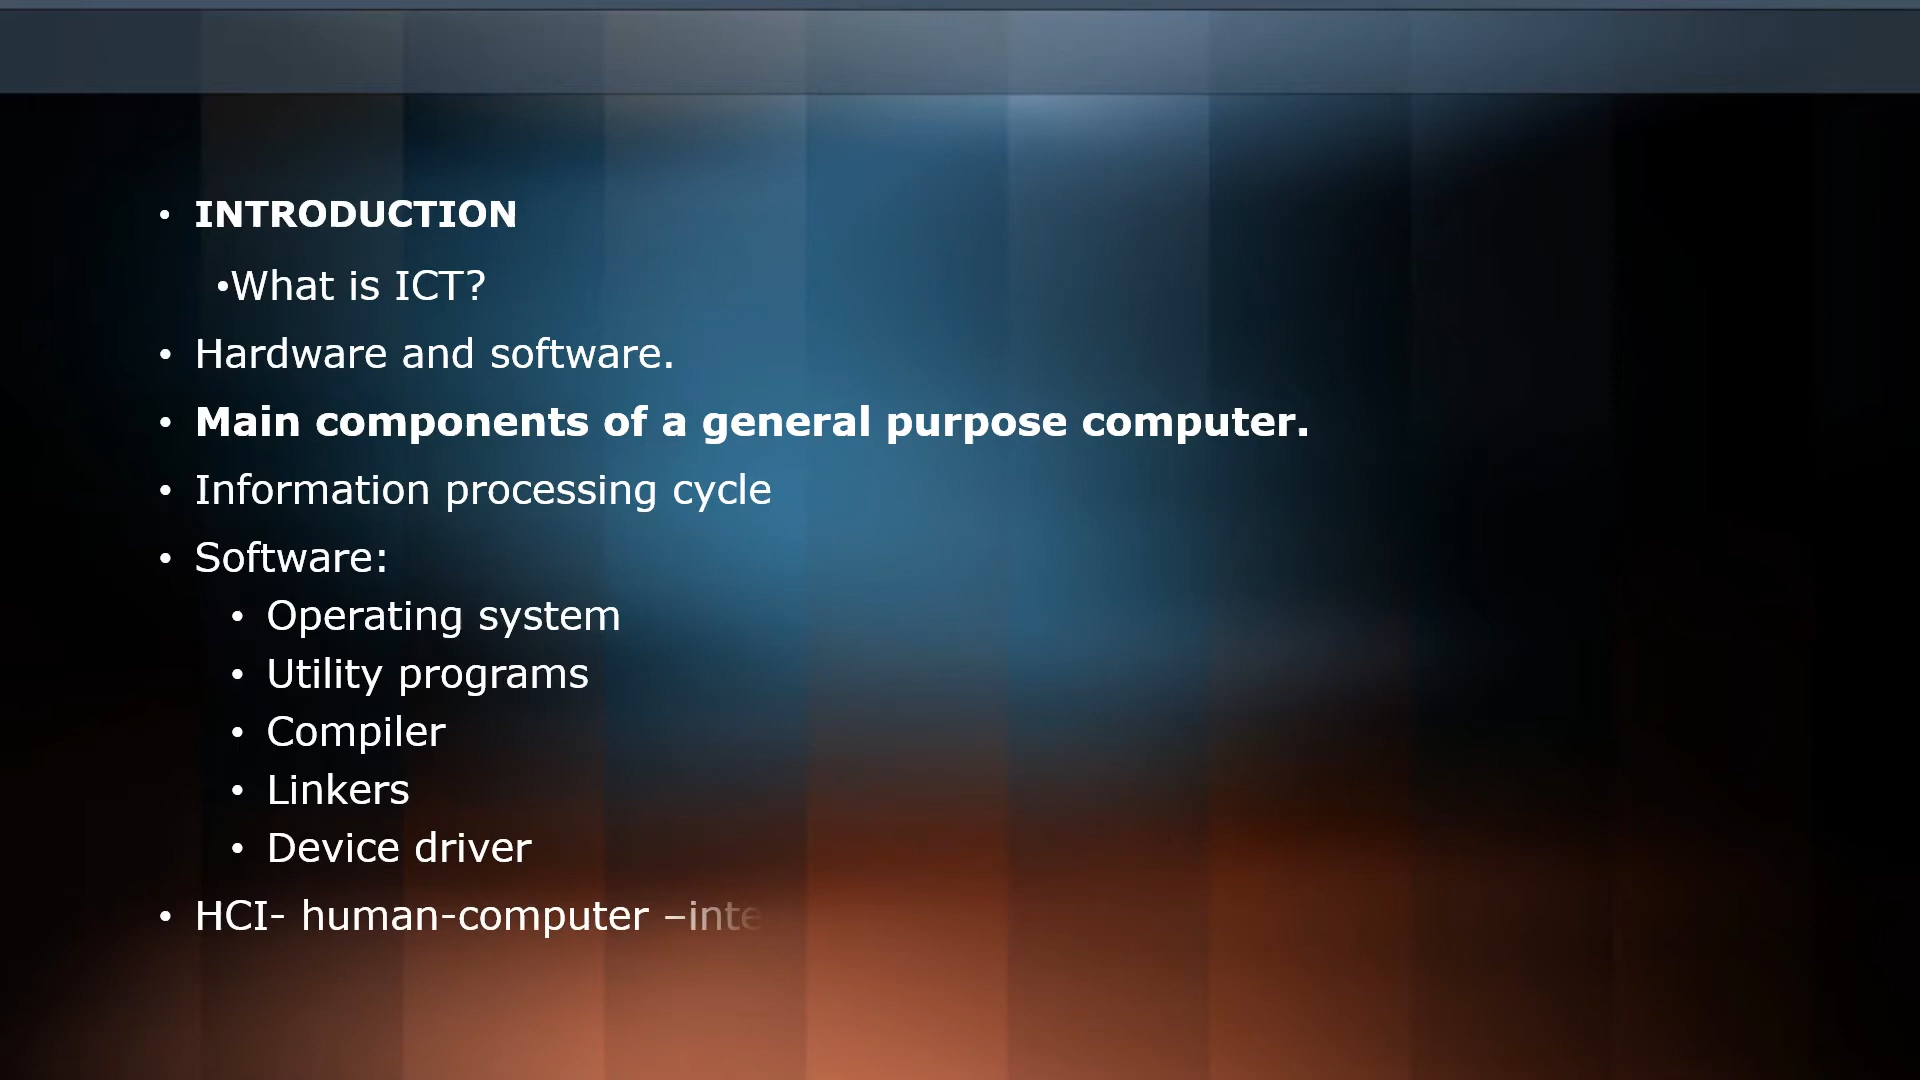 • INTRODUCTION
•What is ICT?
• Hardware and software.
• Main components of a general purpose computer.
• Information processing cycle
• Software:
• Operating system
• Utility programs
• Compiler
• Linkers
• Device driver
• HCI- human-computer –inte